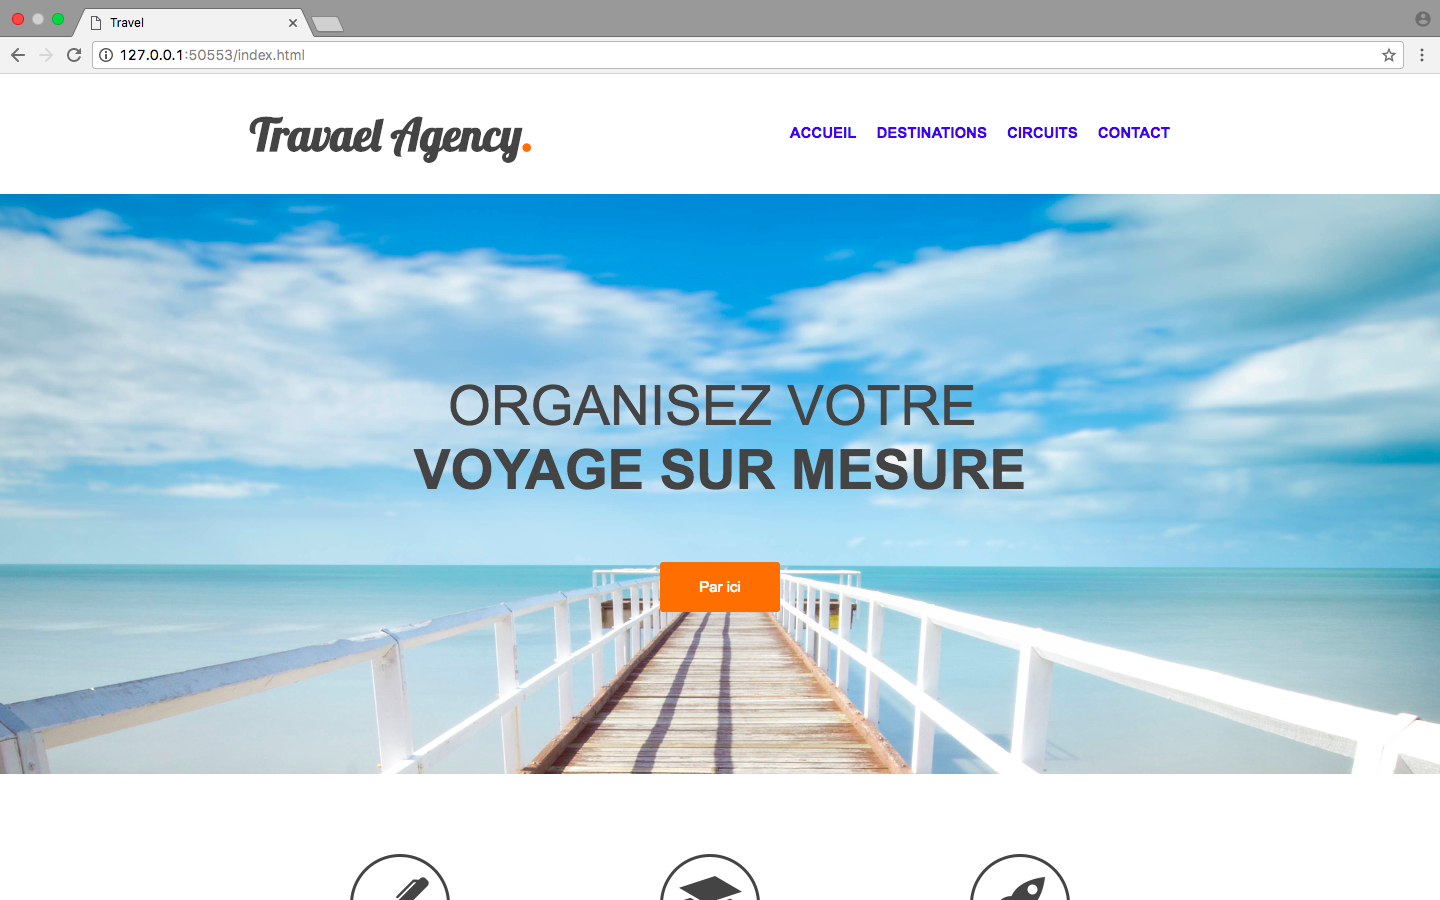 Travel
127.0.0.1:50553/index.html
Travael Agency.
ACCUEIL DESTINATIONS CIRCUITS CONTACT
ORGANISEZ VOTRE
VOYAGE SUR MESURE
Par ici